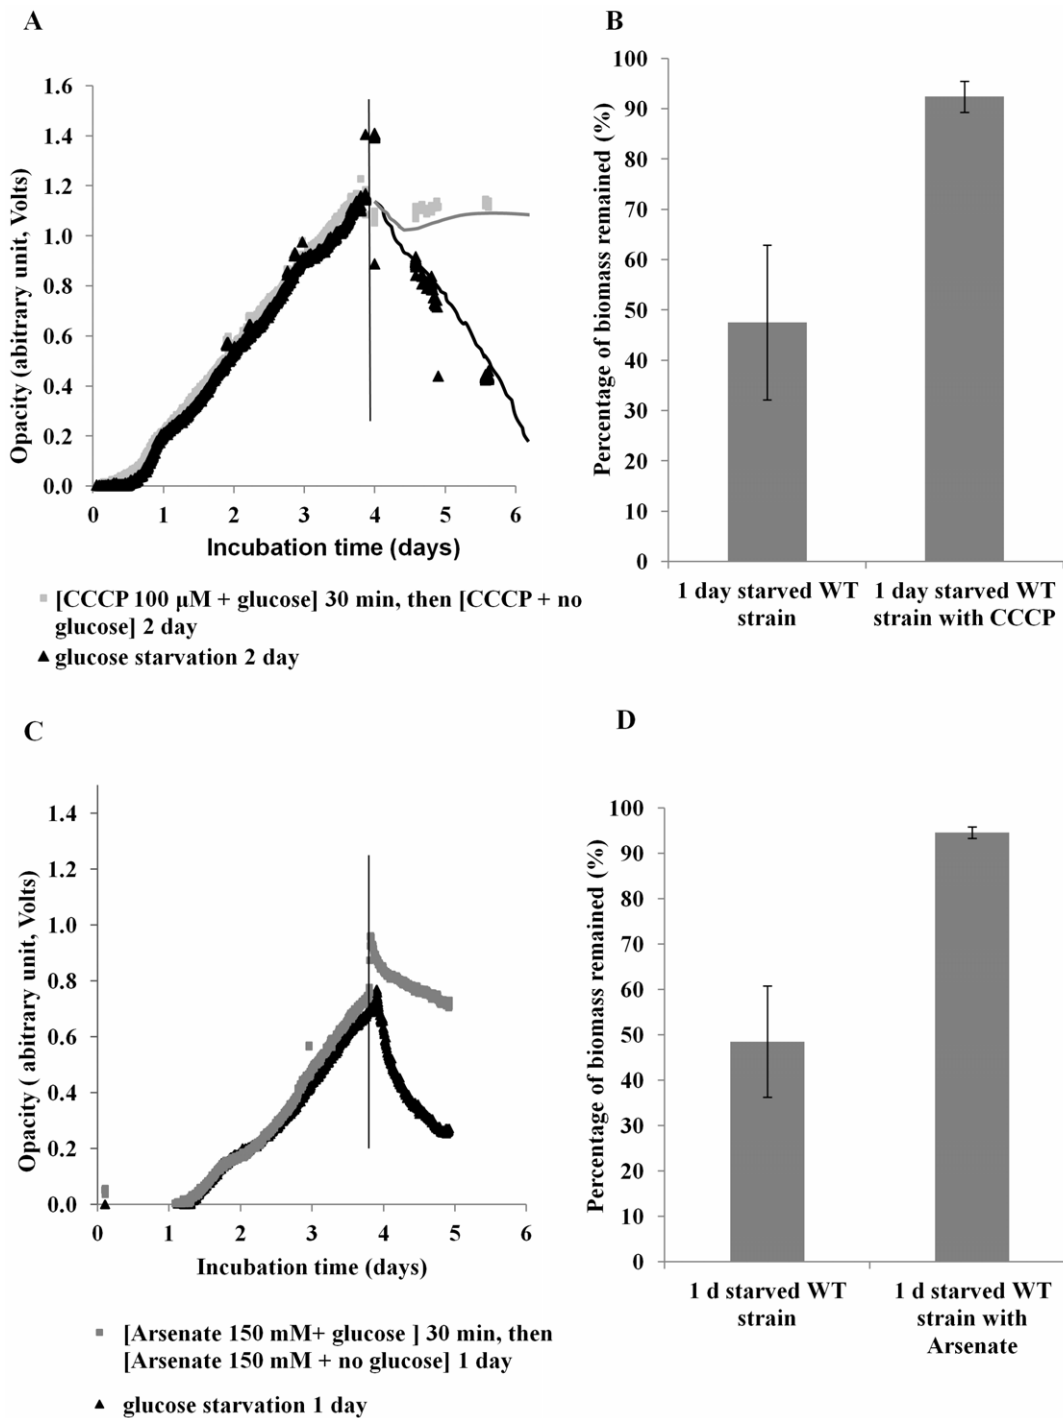 A
1.6
1.4
1.2
1.0
0.8
0.6
0.4
0.2
0.0
Opacity (abitrary unit, Volts)
0 1 2 3 4 5 6
Incubation time (days)
[CCCP 100 µM + glucose] 30 min, then [CCCP + no
glucose] 2 day
glucose starvation 2 day
B
100
90
80
70
60
50
40
30
20
10
0
Percentage of biomass remained (%)
1 day starved WT
strain
1 day starved WT
strain with CCCP
C
1.4
1.2
1.0
0.8
0.6
0.4
0.2
0.0
Opacity ( abitrary unit, Volts)
0 1 2 3 4 5 6
Incubation time (days)
[Arsenate 150 mM+ glucose ] 30 min, then
[Arsenate 150 mM + no glucose] 1 day
glucose starvation 1 day
D
100
90
80
70
60
50
40
30
20
10
0
Percentage of biomass remained (%)
1 d starved WT
strain
1 d starved WT
strain with
Arsenate